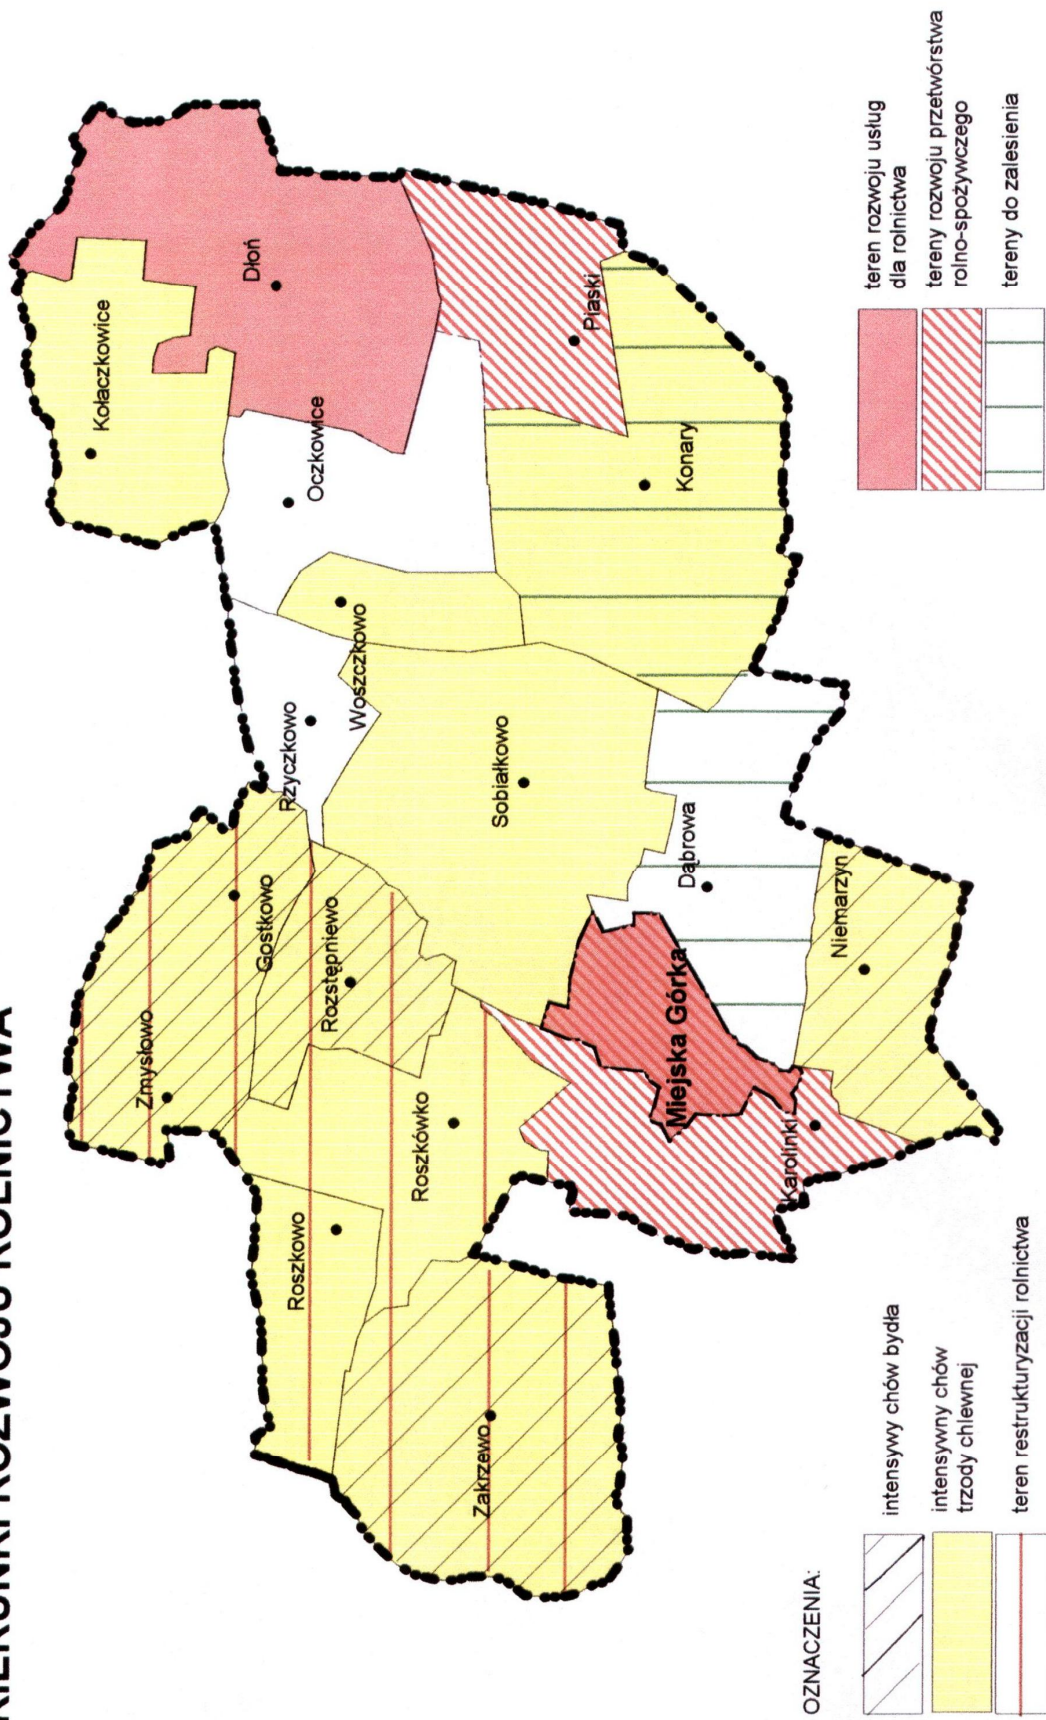 KIERUNKI ROZWOJU ROLNICTWA
Kołaczkowice
Dłoń
Oczkowice
Piaski
Konary
Woszczkowo
Rzyczkowo
Sobiałkowo
Dąbrowa
Niemarzyn
Gostkowo
Rozstępniewo
Zmysłowo
Miejska Górka
Karolinki
Roszkówko
Roszkowo
Zakrzewo
OZNACZENIA:
intensywy chów bydła
intensywny chów
trzody chlewnej
teren restrukturyzacji rolnictwa
teren rozwoju usług
dla rolnictwa
tereny rozwoju przetwórstwa
rolno-spożywczego
tereny do zalesienia